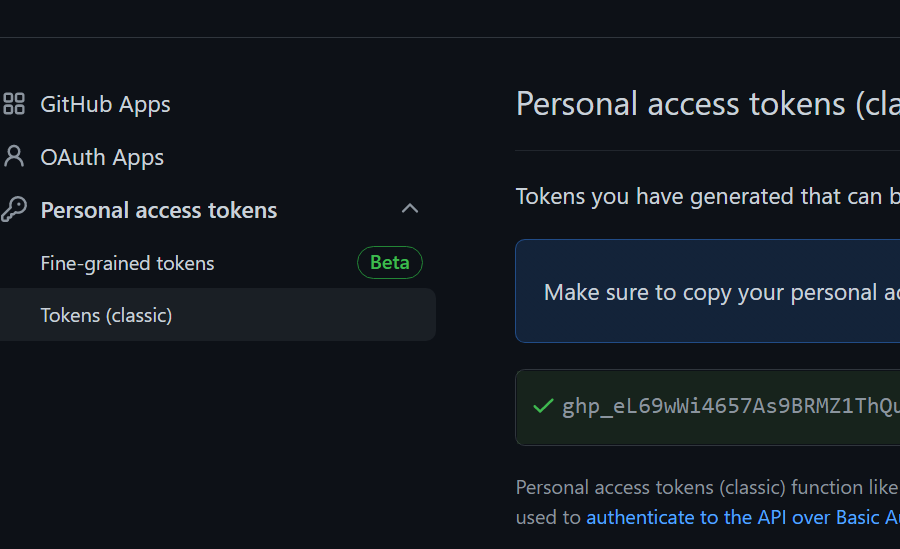 GitHub Apps
OAuth Apps
Personal access tokens
Fine-grained tokens Beta
Tokens (classic)
Personal access tokens (cla
Tokens you have generated that can b
Make sure to copy your personal ac
ghp_eL69wWi4657As9BRMZ1ThQu
Personal access tokens (classic) function like
used to authenticate to the API over Basic Au